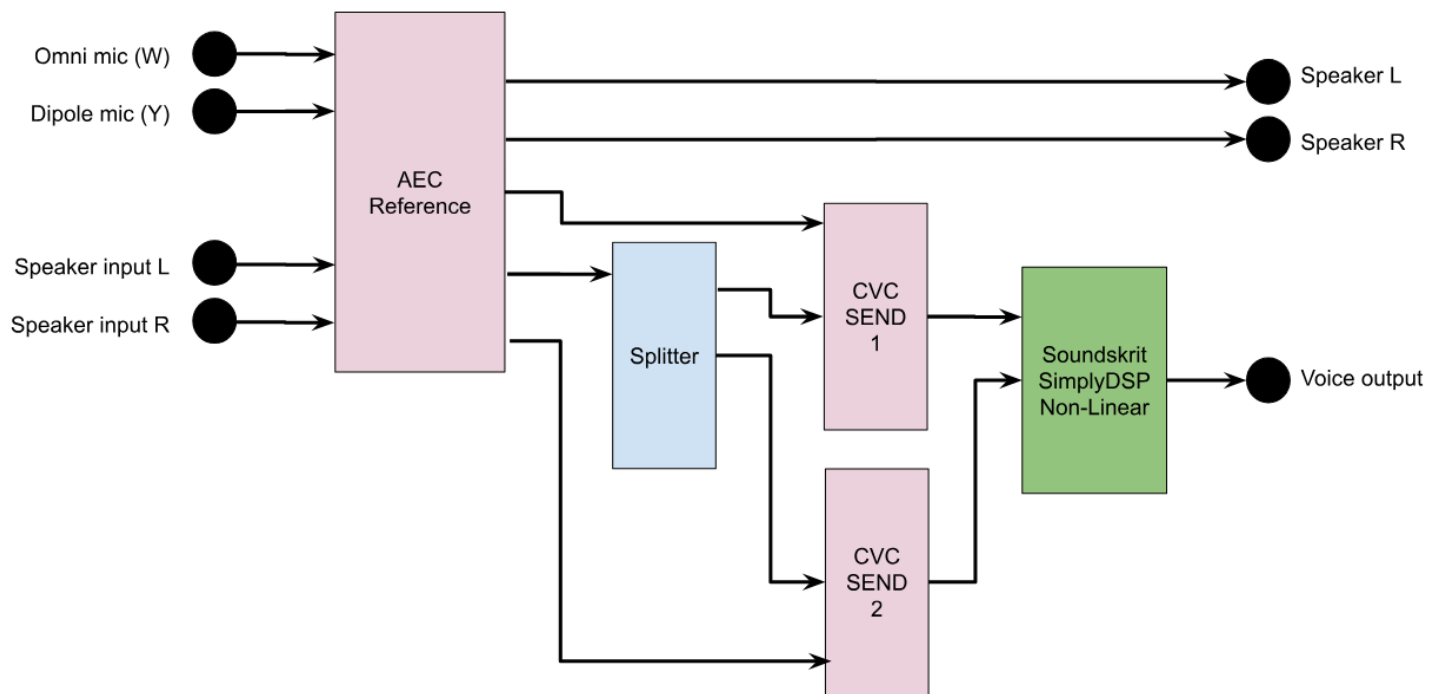 Omni mic (W)
Dipole mic (Y)
Speaker input L
Speaker input R
AEC
Reference
Splitter
CVC
SEND
1
CVC
SEND
2
Soundskrit
SimplyDSP
Non-Linear
Speaker L
Speaker R
Voice output